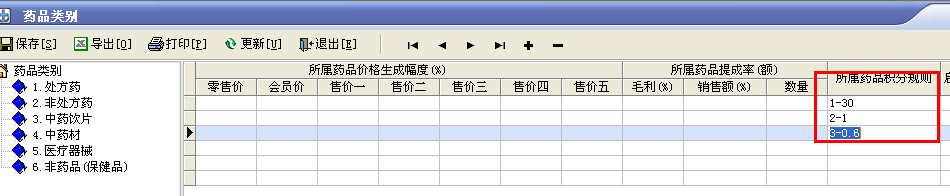 药品类别
保存[S] 导出[O] 打印[P] 更新[U] 退出[E]
药品类别
1.处方药
2.非处方药
3.中药饮片
4.中药材
5.医疗器械
6.非药品(保健品)
所属药品价格生成幅度(%) 所属药品提成率(额) 所属药品积分规则
零售价 会员价 售价一 售价二 售价三 售价四 售价五 毛利(%) 销售额(%) 数量
1-30
2-1
3-0.6